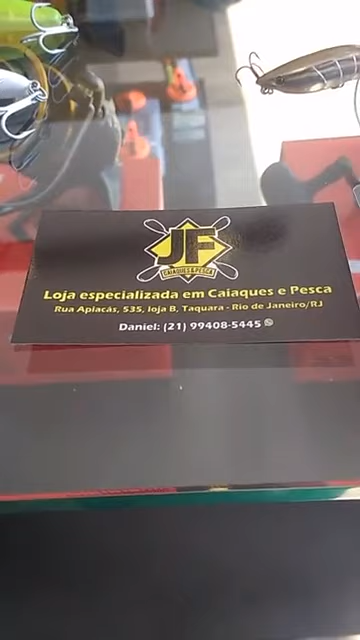 JF
CAIAQUES & PESCA
Loja especializada em Caiaques e Pesca
Rua Apiacás, 535, loja B, Taquara - Rio de Janeiro/RJ
Daniel: (21) 99408-5445